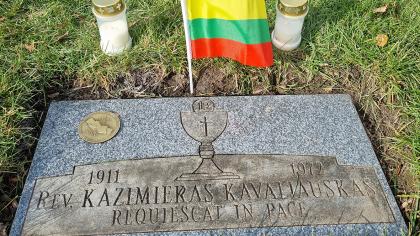 1911 1972
REV. KAZIMIERAS KAVALIAUSKAS
REQUIESCAT IN PACE